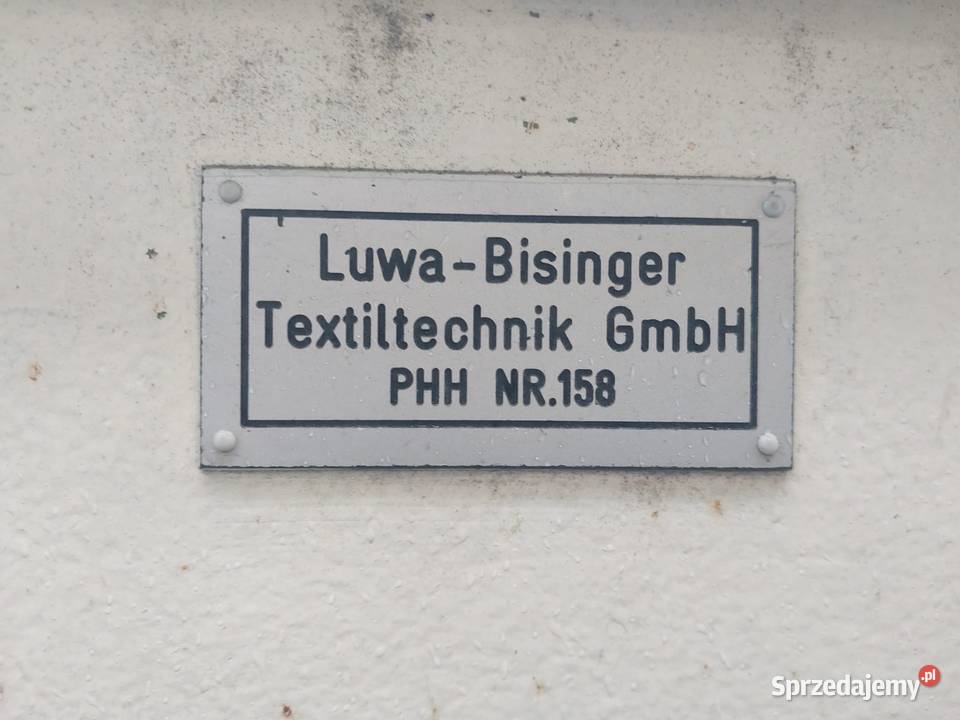 Luwa-Bisinger
Textiltechnik GmbH
PHH NR.158
Sprzedajemy.pl